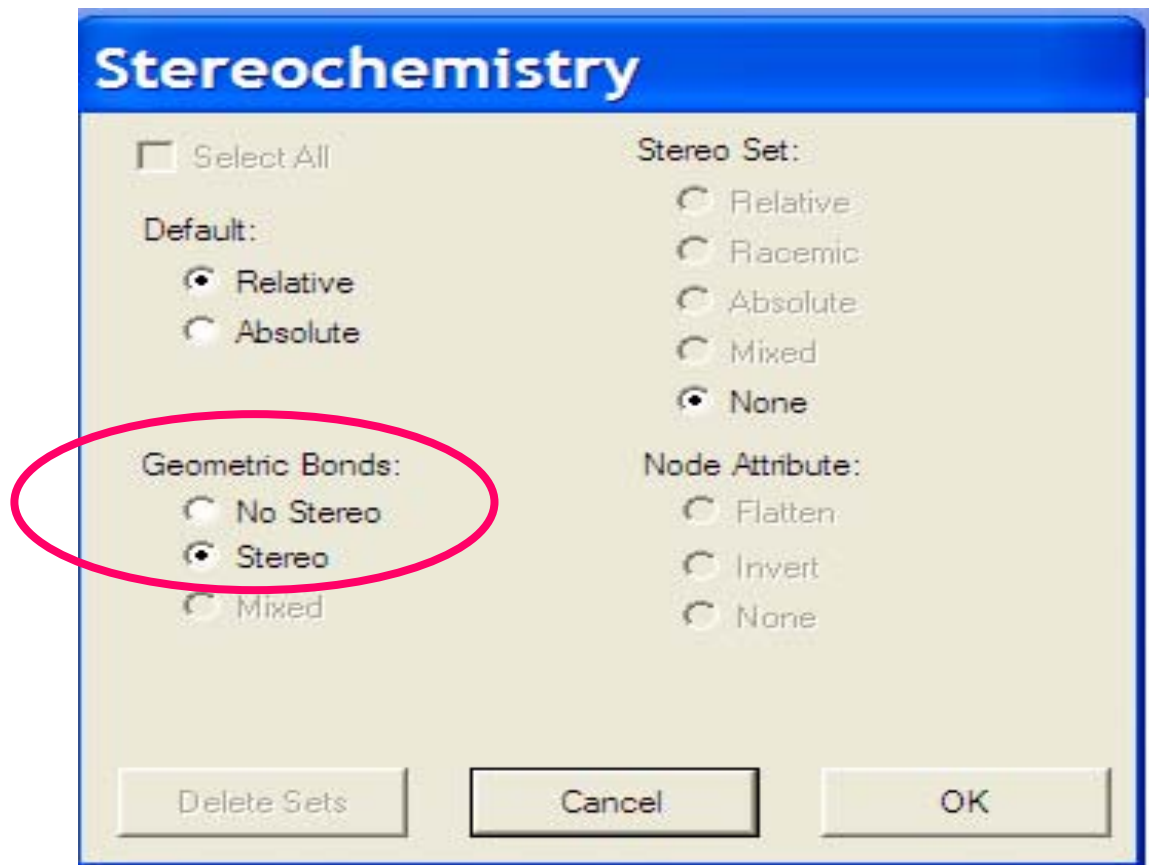 Stereochemistry
Select All
Default:
Relative
Absolute
Geometric Bonds:
No Stereo
Stereo
Mixed
Stereo Set:
Relative
Racemic
Absolute
Mixed
None
Node Attribute:
Flatten
Invert
None
Delete Sets
Cancel
OK